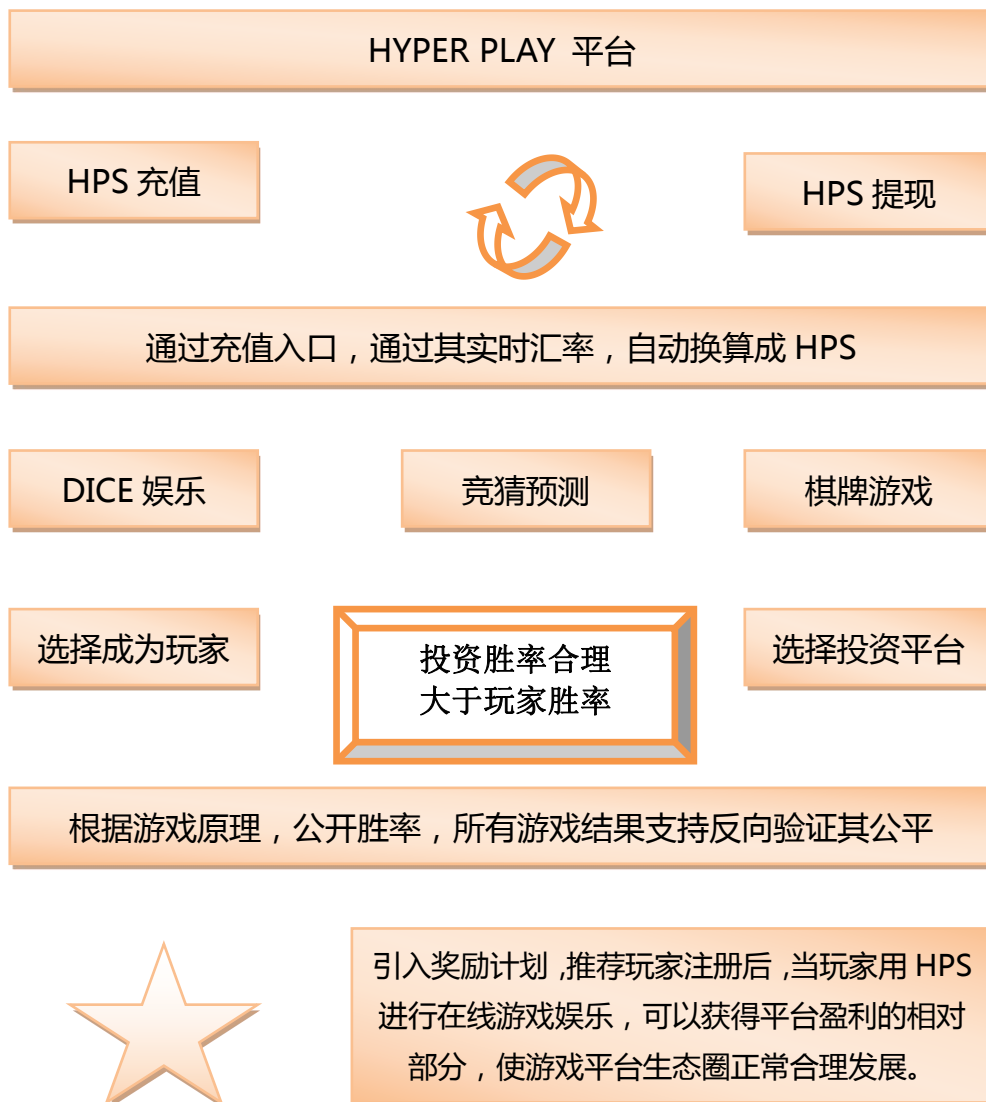 HYPER PLAY 平台
HPS 充值
HPS 提现
通过充值入口，通过其实时汇率，自动换算成 HPS
DICE 娱乐
竞猜预测
棋牌游戏
选择成为玩家
投资胜率合理
大于玩家胜率
选择投资平台
根据游戏原理，公开胜率，所有游戏结果支持反向验证其公平
引入奖励计划，推荐玩家注册后，当玩家用 HPS
进行在线游戏娱乐，可以获得平台盈利的相对
部分，使游戏平台生态圈正常合理发展。